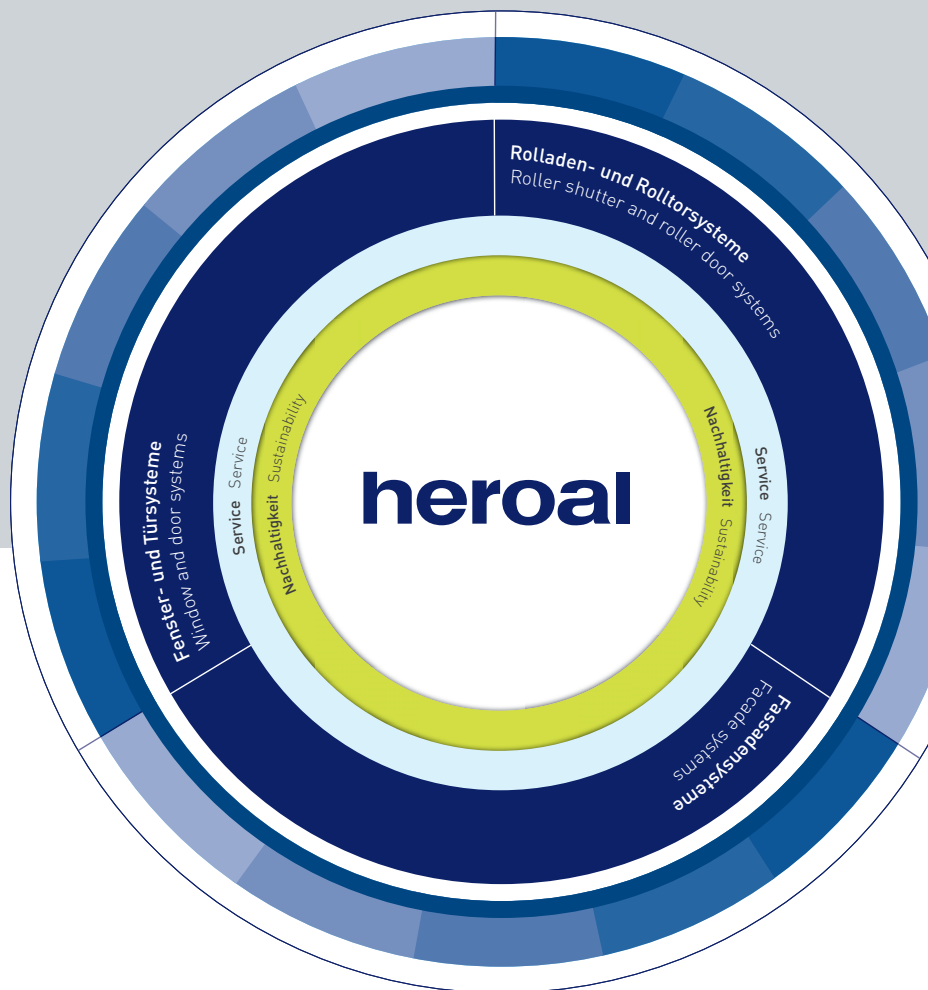 Rolladen- und Rolltorsysteme
Roller shutter and roller door systems
Fenster- und Türsysteme
Window and door systems
Service Service
Nachhaltigkeit Sustainability
heroal
Nachhaltigkeit Sustainability
Service Service
Fassadensysteme
Facade systems